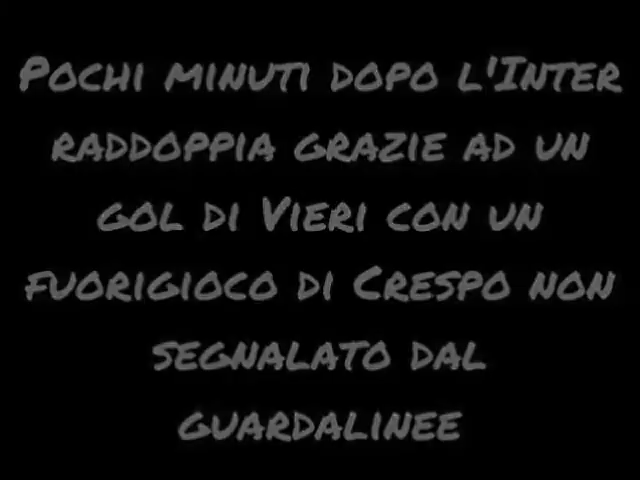 Pochi minuti dopo l'Inter
raddoppia grazie ad un
gol di Vieri con un
fuorigioco di Crespo non
segnalato dal
guardalinee